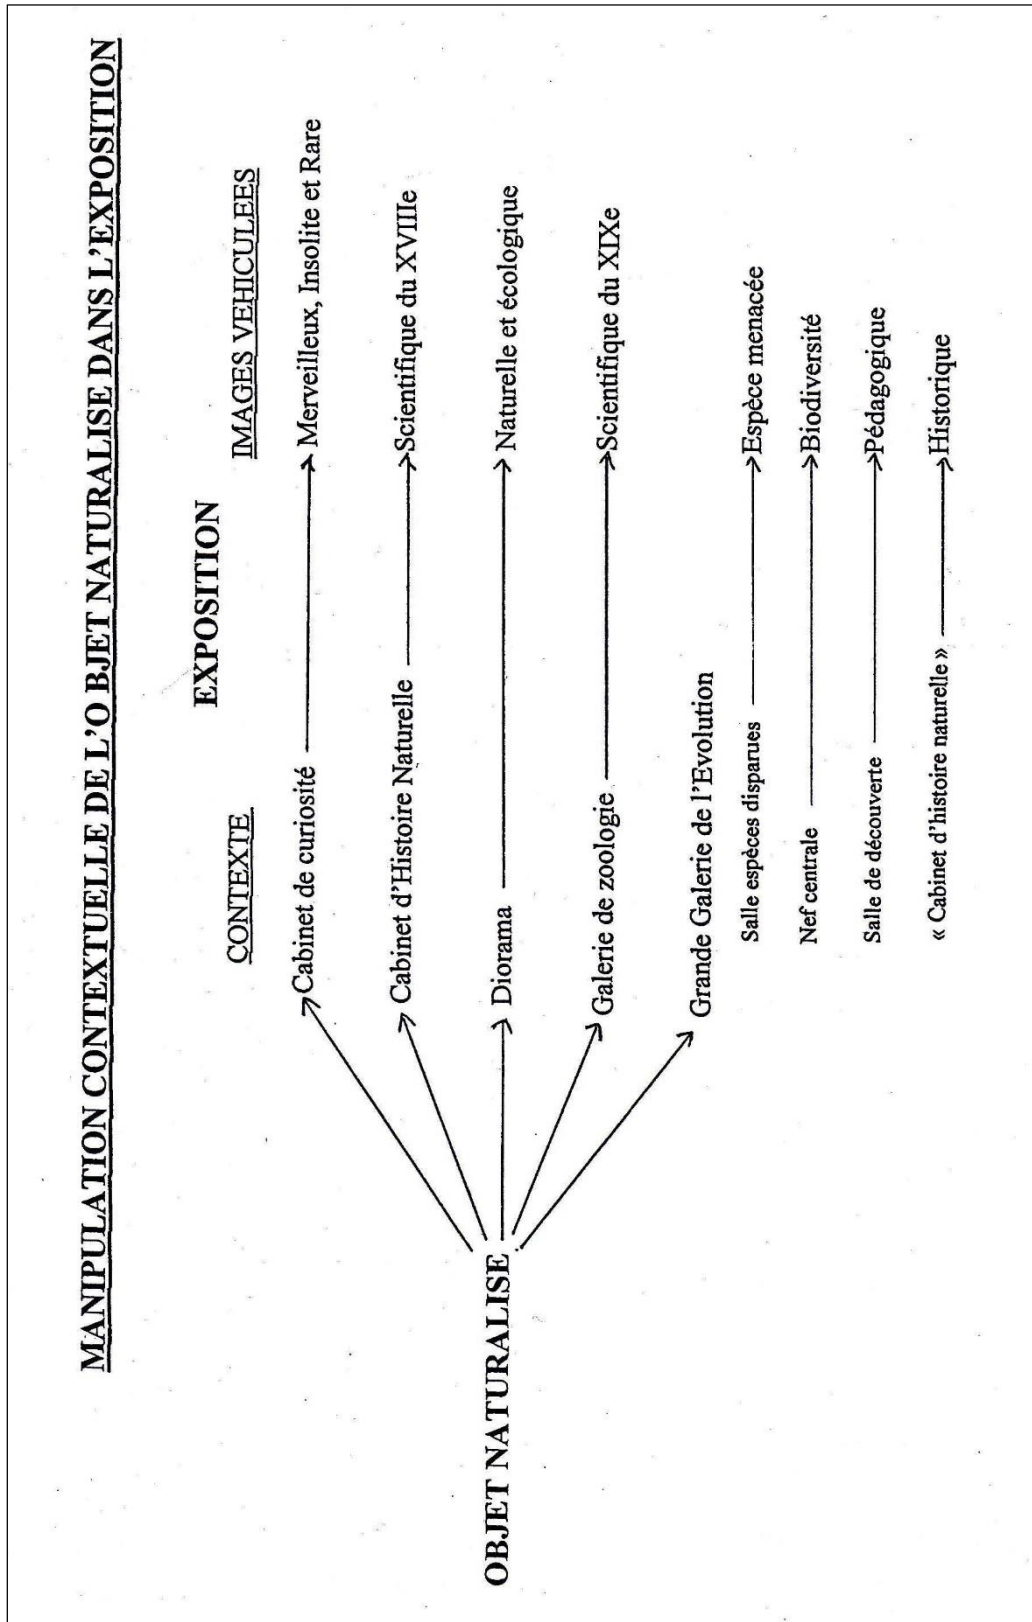 MANIPULATION CONTEXTUELLE DE L'O BJET NATURALISE DANS L'EXPOSITION
EXPOSITION
CONTEXTE
IMAGES VEHICULEES
Cabinet de curiosité
Merveilleux, Insolite et Rare
Cabinet d'Histoire Naturelle
Scientifique du XVIIIe
OBJET NATURALISE
Diorama
Naturelle et écologique
Galerie de zoologie
Scientifique du XIXe
Grande Galerie de l'Evolution
Salle espèces disparues
Espèce menacée
Nef centrale
Biodiversité
Salle de découverte
Pédagogique
« Cabinet d'histoire naturelle »
Historique